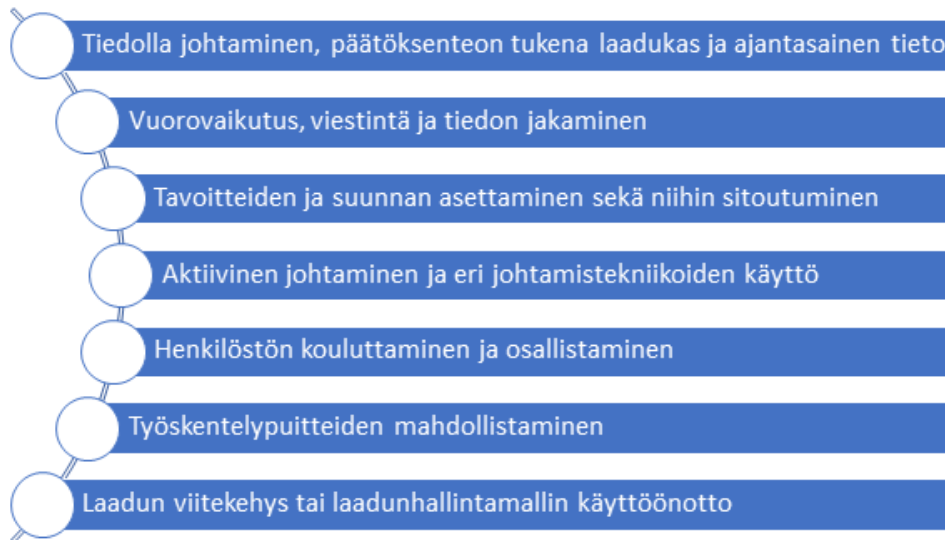 Tiedolla johtaminen, päätöksenteon tukena laadukas ja ajantasainen tieto
Vuorovaikutus, viestintä ja tiedon jakaminen
Tavoitteiden ja suunnan asettaminen sekä niihin sitoutuminen
Aktiivinen johtaminen ja eri johtamistekniikoiden käyttö
Henkilöstön kouluttaminen ja osallistaminen
Työskentelypuitteiden mahdollistaminen
Laadun viitekehys tai laadunhallintamallin käyttöönotto